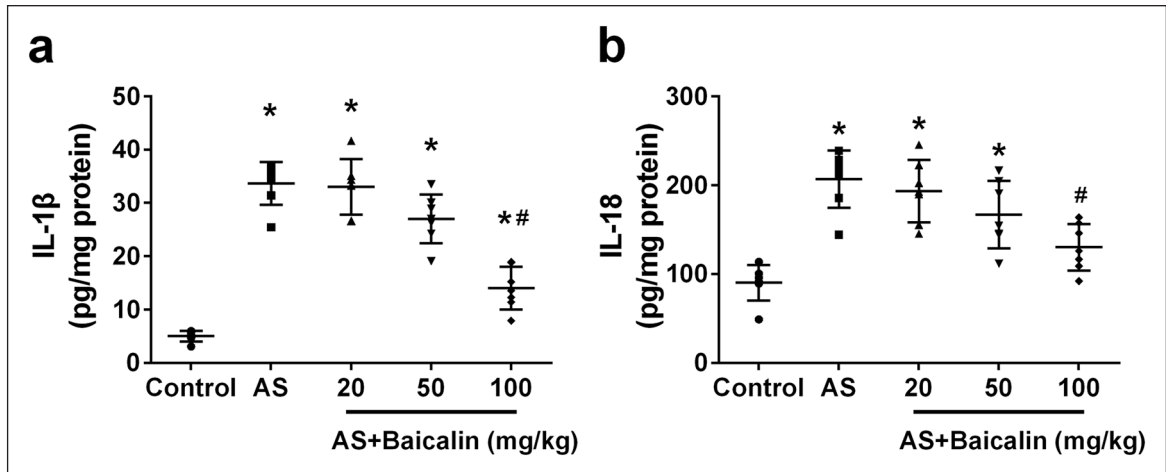 a
IL-1β
(pg/mg protein)
50
40
30
20
10
0
*
*
*
*#
Control
AS
20
50
100
AS+Baicalin (mg/kg)
b
IL-18
(pg/mg protein)
300
200
100
0
*
*
*
#
Control
AS
20
50
100
AS+Baicalin (mg/kg)